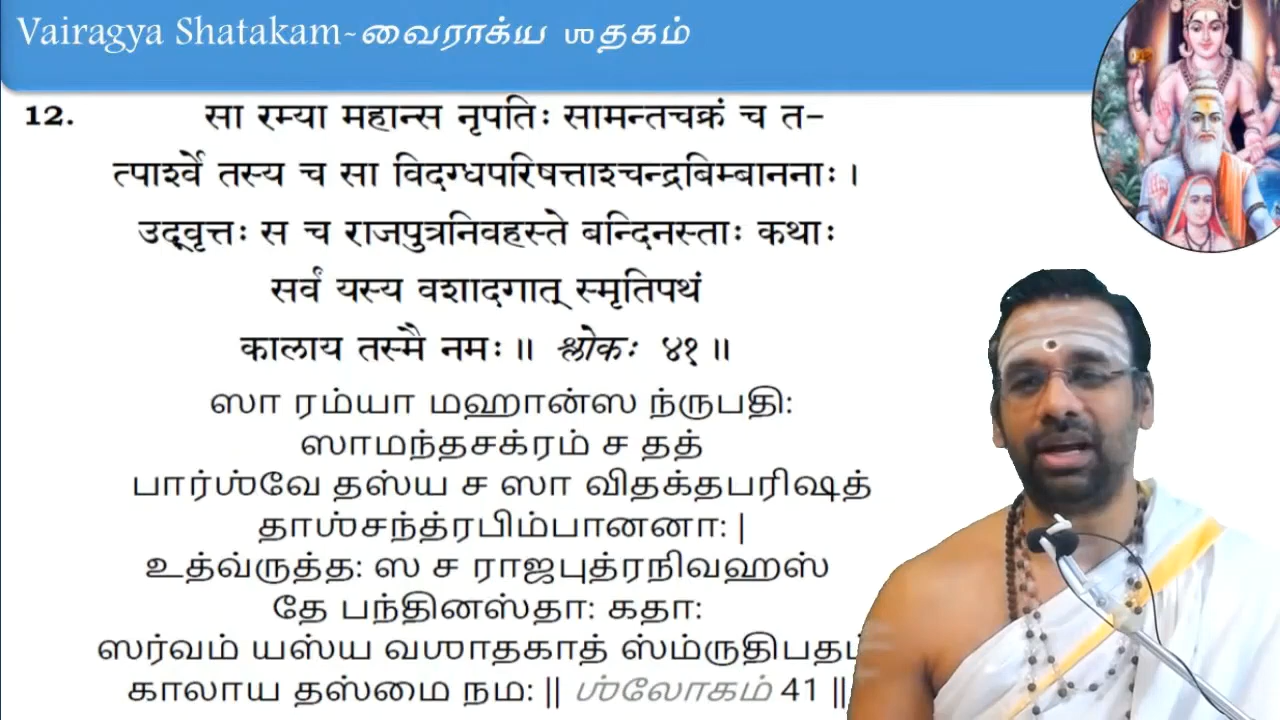 Vairagya Shatakam-வைராக்ய ஶதகம்
12. सा रम्या महान्स नृपतिः सामन्तचक्रं च त-
त्पार्श्वे तस्य च सा विदग्धपरिषत्ताश्चन्द्रबिम्बाननाः ।
उद्वृत्तः स च राजपुत्रनिवहस्ते बन्दिनस्ताः कथाः
सर्वं यस्य वशादगात् स्मृतिपथं
कालाय तस्मै नमः ॥ श्लोकः ४१ ॥
ஸா ரம்யா மஹான்ஸ ந்ருபதி:
ஸாமந்தசக்ரம் ச தத்
பார்ஶ்வே தஸ்ய ச ஸா விதக்தபரிஷத்
தாஶ்சந்த்ரபிம்பானனா: |
உத்வ்ருத்த: ஸ ச ராஜபுத்ரநிவஹஸ்
தே பந்தினஸ்தா: கதா:
ஸர்வம் யஸ்ய வஶாதகாத் ஸ்ம்ருதிபதம்
காலாய தஸ்மை நம: || ஶ்லோகம் 41 ||